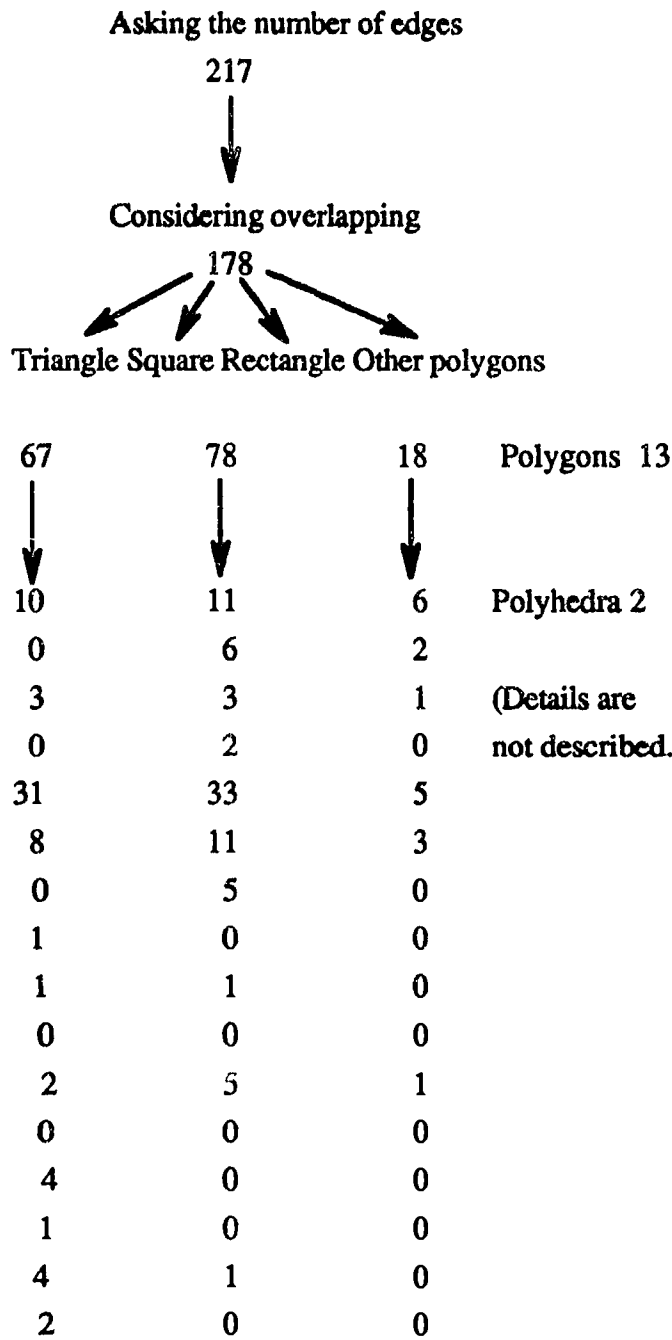 Asking the number of edges
217
Considering overlapping
178
Triangle Square Rectangle Other polygons
67 78 18 Polygons 13
10 11 6 Polyhedra 2
0 6 2
3 3 1 (Details are
0 2 0 not described.
31 33 5
8 11 3
0 5 0
1 0 0
1 1 0
0 0 0
2 5 1
0 0 0
4 0 0
1 0 0
4 1 0
2 0 0